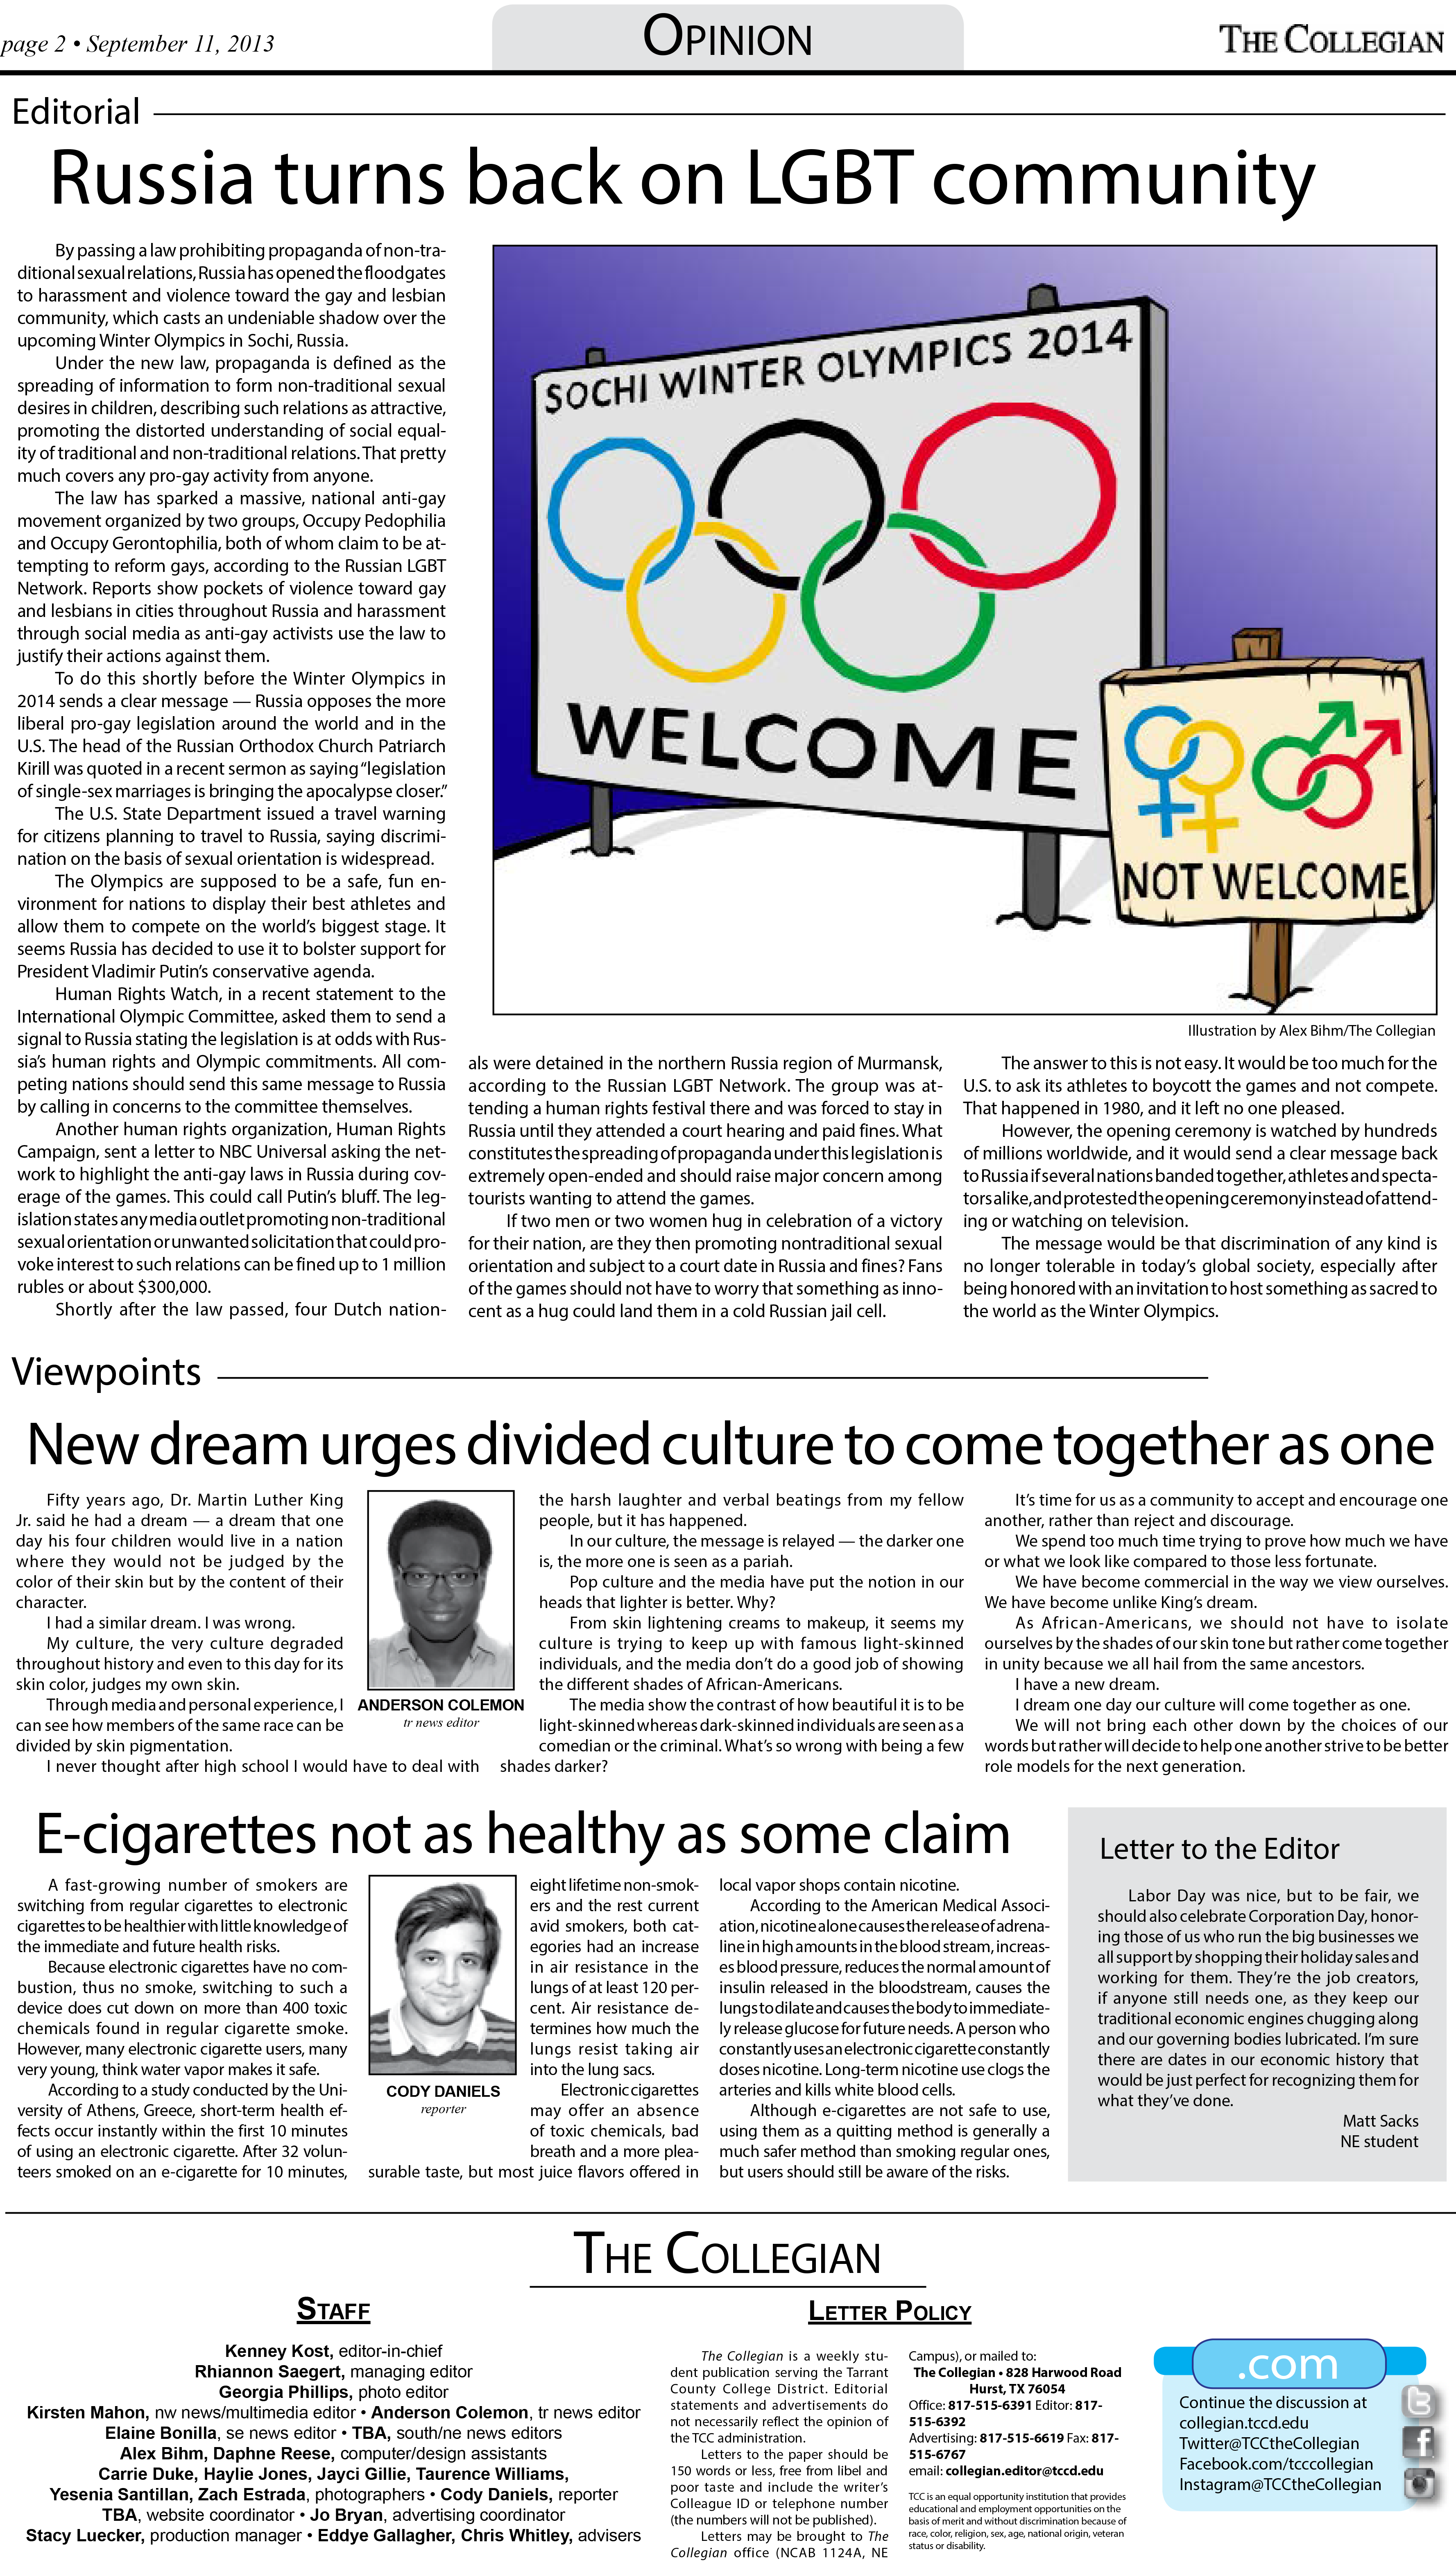 page 2 • September 11, 2013
OPINION
THE COLLEGIAN
Editorial
Russia turns back on LGBT community
By passing a law prohibiting propaganda of non-tra-
ditional sexual relations, Russia has opened the floodgates
to harassment and violence toward the gay and lesbian
community, which casts an undeniable shadow over the
upcoming Winter Olympics in Sochi, Russia.
Under the new law, propaganda is defined as the
spreading of information to form non-traditional sexual
desires in children, describing such relations as attractive,
promoting the distorted understanding of social equal-
ity of traditional and non-traditional relations. That pretty
much covers any pro-gay activity from anyone.
The law has sparked a massive, national anti-gay
movement organized by two groups, Occupy Pedophilia
and Occupy Gerontophilia, both of whom claim to be at-
tempting to reform gays, according to the Russian LGBT
Network. Reports show pockets of violence toward gay
and lesbians in cities throughout Russia and harassment
through social media as anti-gay activists use the law to
justify their actions against them.
To do this shortly before the Winter Olympics in
2014 sends a clear message — Russia opposes the more
liberal pro-gay legislation around the world and in the
U.S. The head of the Russian Orthodox Church Patriarch
Kirill was quoted in a recent sermon as saying “legislation
of single-sex marriages is bringing the apocalypse closer.”
The U.S. State Department issued a travel warning
for citizens planning to travel to Russia, saying discrimi-
nation on the basis of sexual orientation is widespread.
The Olympics are supposed to be a safe, fun en-
vironment for nations to display their best athletes and
allow them to compete on the world’s biggest stage. It
seems Russia has decided to use it to bolster support for
President Vladimir Putin’s conservative agenda.
Human Rights Watch, in a recent statement to the
International Olympic Committee, asked them to send a
signal to Russia stating the legislation is at odds with Rus-
sia’s human rights and Olympic commitments. All com-
peting nations should send this same message to Russia
by calling in concerns to the committee themselves.
Another human rights organization, Human Rights
Campaign, sent a letter to NBC Universal asking the net-
work to highlight the anti-gay laws in Russia during cov-
erage of the games. This could call Putin’s bluff. The leg-
islation states any media outlet promoting non-traditional
sexual orientation or unwanted solicitation that could pro-
voke interest to such relations can be fined up to 1 million
rubles or about $300,000.
Shortly after the law passed, four Dutch nation-
SOCHI WINTER OLYMPICS 2014
WELCOME
NOT WELCOME
Illustration by Alex Bihm/The Collegian
als were detained in the northern Russia region of Murmansk,
according to the Russian LGBT Network. The group was at-
tending a human rights festival there and was forced to stay in
Russia until they attended a court hearing and paid fines. What
constitutes the spreading of propaganda under this legislation is
extremely open-ended and should raise major concern among
tourists wanting to attend the games.
If two men or two women hug in celebration of a victory
for their nation, are they then promoting nontraditional sexual
orientation and subject to a court date in Russia and fines? Fans
of the games should not have to worry that something as inno-
cent as a hug could land them in a cold Russian jail cell.
The answer to this is not easy. It would be too much for the
U.S. to ask its athletes to boycott the games and not compete.
That happened in 1980, and it left no one pleased.
However, the opening ceremony is watched by hundreds
of millions worldwide, and it would send a clear message back
to Russia if several nations banded together, athletes and specta-
tors alike, and protested the opening ceremony instead of attend-
ing or watching on television.
The message would be that discrimination of any kind is
no longer tolerable in today’s global society, especially after
being honored with an invitation to host something as sacred to
the world as the Winter Olympics.
Viewpoints
New dream urges divided culture to come together as one
Fifty years ago, Dr. Martin Luther King
Jr. said he had a dream — a dream that one
day his four children would live in a nation
where they would not be judged by the
color of their skin but by the content of their
character.
I had a similar dream. I was wrong.
My culture, the very culture degraded
throughout history and even to this day for its
skin color, judges my own skin.
Through media and personal experience, I
can see how members of the same race can be
divided by skin pigmentation.
I never thought after high school I would have to deal with
ANDERSON COLEMON
tr news editor
the harsh laughter and verbal beatings from my fellow
people, but it has happened.
In our culture, the message is relayed — the darker one
is, the more one is seen as a pariah.
Pop culture and the media have put the notion in our
heads that lighter is better. Why?
From skin lightening creams to makeup, it seems my
culture is trying to keep up with famous light-skinned
individuals, and the media don’t do a good job of showing
the different shades of African-Americans.
The media show the contrast of how beautiful it is to be
light-skinned whereas dark-skinned individuals are seen as a
comedian or the criminal. What’s so wrong with being a few
shades darker?
It’s time for us as a community to accept and encourage one
another, rather than reject and discourage.
We spend too much time trying to prove how much we have
or what we look like compared to those less fortunate.
We have become commercial in the way we view ourselves.
We have become unlike King’s dream.
As African-Americans, we should not have to isolate
ourselves by the shades of our skin tone but rather come together
in unity because we all hail from the same ancestors.
I have a new dream.
I dream one day our culture will come together as one.
We will not bring each other down by the choices of our
words but rather will decide to help one another strive to be better
role models for the next generation.
E-cigarettes not as healthy as some claim
A fast-growing number of smokers are
switching from regular cigarettes to electronic
cigarettes to be healthier with little knowledge of
the immediate and future health risks.
Because electronic cigarettes have no com-
bustion, thus no smoke, switching to such a
device does cut down on more than 400 toxic
chemicals found in regular cigarette smoke.
However, many electronic cigarette users, many
very young, think water vapor makes it safe.
According to a study conducted by the Uni-
versity of Athens, Greece, short-term health ef-
fects occur instantly within the first 10 minutes
of using an electronic cigarette. After 32 volun-
teers smoked on an e-cigarette for 10 minutes,
CODY DANIELS
reporter
eight lifetime non-smok-
ers and the rest current
avid smokers, both cat-
egories had an increase
in air resistance in the
lungs of at least 120 per-
cent. Air resistance de-
termines how much the
lungs resist taking air
into the lung sacs.
Electronic cigarettes
may offer an absence
of toxic chemicals, bad
breath and a more plea-
surable taste, but most juice flavors offered in
local vapor shops contain nicotine.
According to the American Medical Associ-
ation, nicotine alone causes the release of adrena-
line in high amounts in the blood stream, increas-
es blood pressure, reduces the normal amount of
insulin released in the bloodstream, causes the
lungs to dilate and causes the body to immediate-
ly release glucose for future needs. A person who
constantly uses an electronic cigarette constantly
doses nicotine. Long-term nicotine use clogs the
arteries and kills white blood cells.
Although e-cigarettes are not safe to use,
using them as a quitting method is generally a
much safer method than smoking regular ones,
but users should still be aware of the risks.
Letter to the Editor
Labor Day was nice, but to be fair, we
should also celebrate Corporation Day, honor-
ing those of us who run the big businesses we
all support by shopping their holiday sales and
working for them. They’re the job creators,
if anyone still needs one, as they keep our
traditional economic engines chugging along
and our governing bodies lubricated. I’m sure
there are dates in our economic history that
would be just perfect for recognizing them for
what they’ve done.
Matt Sacks
NE student
THE COLLEGIAN
STAFF
Kenney Kost, editor-in-chief
Rhiannon Saegert, managing editor
Georgia Phillips, photo editor
Kirsten Mahon, nw news/multimedia editor • Anderson Colemon, tr news editor
Elaine Bonilla, se news editor • TBA, south/ne news editors
Alex Bihm, Daphne Reese, computer/design assistants
Carrie Duke, Haylie Jones, Jayci Gillie, Taurence Williams,
Yesenia Santillan, Zach Estrada, photographers • Cody Daniels, reporter
TBA, website coordinator • Jo Bryan, advertising coordinator
Stacy Luecker, production manager • Eddye Gallagher, Chris Whitley, advisers
LETTER POLICY
The Collegian is a weekly stu-
dent publication serving the Tarrant
County College District. Editorial
statements and advertisements do
not necessarily reflect the opinion of
the TCC administration.
Letters to the paper should be
150 words or less, free from libel and
poor taste and include the writer’s
Colleague ID or telephone number
(the numbers will not be published).
Letters may be brought to The
Collegian office (NCAB 1124A, NE
Campus), or mailed to:
The Collegian • 828 Harwood Road
Hurst, TX 76054
Office: 817-515-6391 Editor: 817-
515-6392
Advertising: 817-515-6619 Fax: 817-
515-6767
email: collegian.editor@tccd.edu
TCC is an equal opportunity institution that provides
educational and employment opportunities on the
basis of merit and without discrimination because of
race, color, religion, sex, age, national origin, veteran
status or disability.
.com
Continue the discussion at
collegian.tccd.edu
Twitter@TCCtheCollegian
Facebook.com/tcccollegian
Instagram@TCCtheCollegian